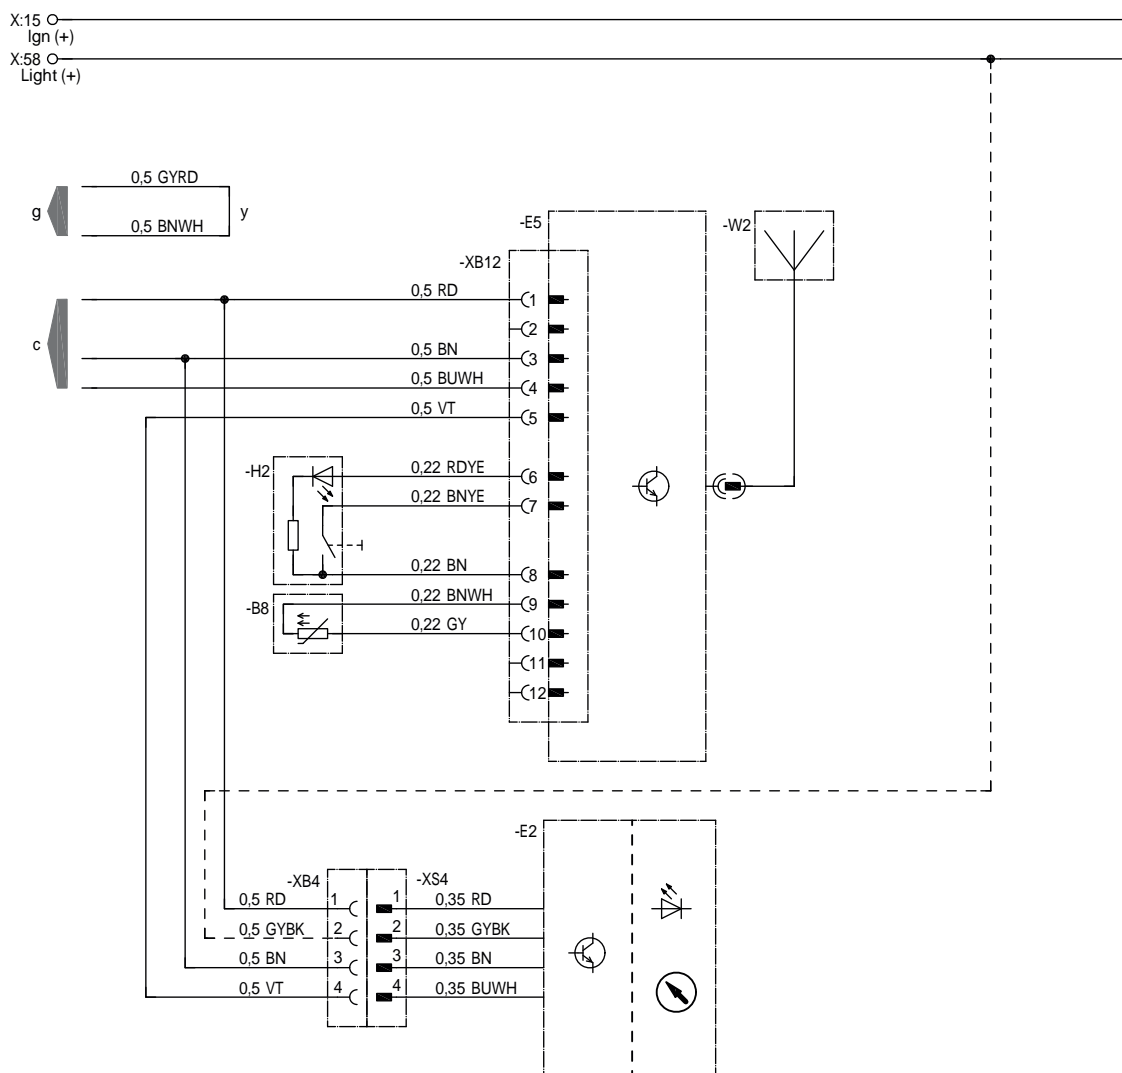 X:15
Ign (+)
X:58
Light (+)
0,5 GYRD
g
y
0,5 BNWH
-E5
-W2
-XB12
0,5 RD
1
2
c
0,5 BN
3
0,5 BUWH
4
0,5 VT
5
-H2
0,22 RDYE
6
0,22 BNYE
7
0,22 BN
8
-B8
0,22 BNWH
9
0,22 GY
10
11
12
-E2
-XB4
-XS4
0,5 RD 1 1 0,35 RD
0,5 GYBK 2 2 0,35 GYBK
0,5 BN 3 3 0,35 BN
0,5 VT 4 4 0,35 BUWH